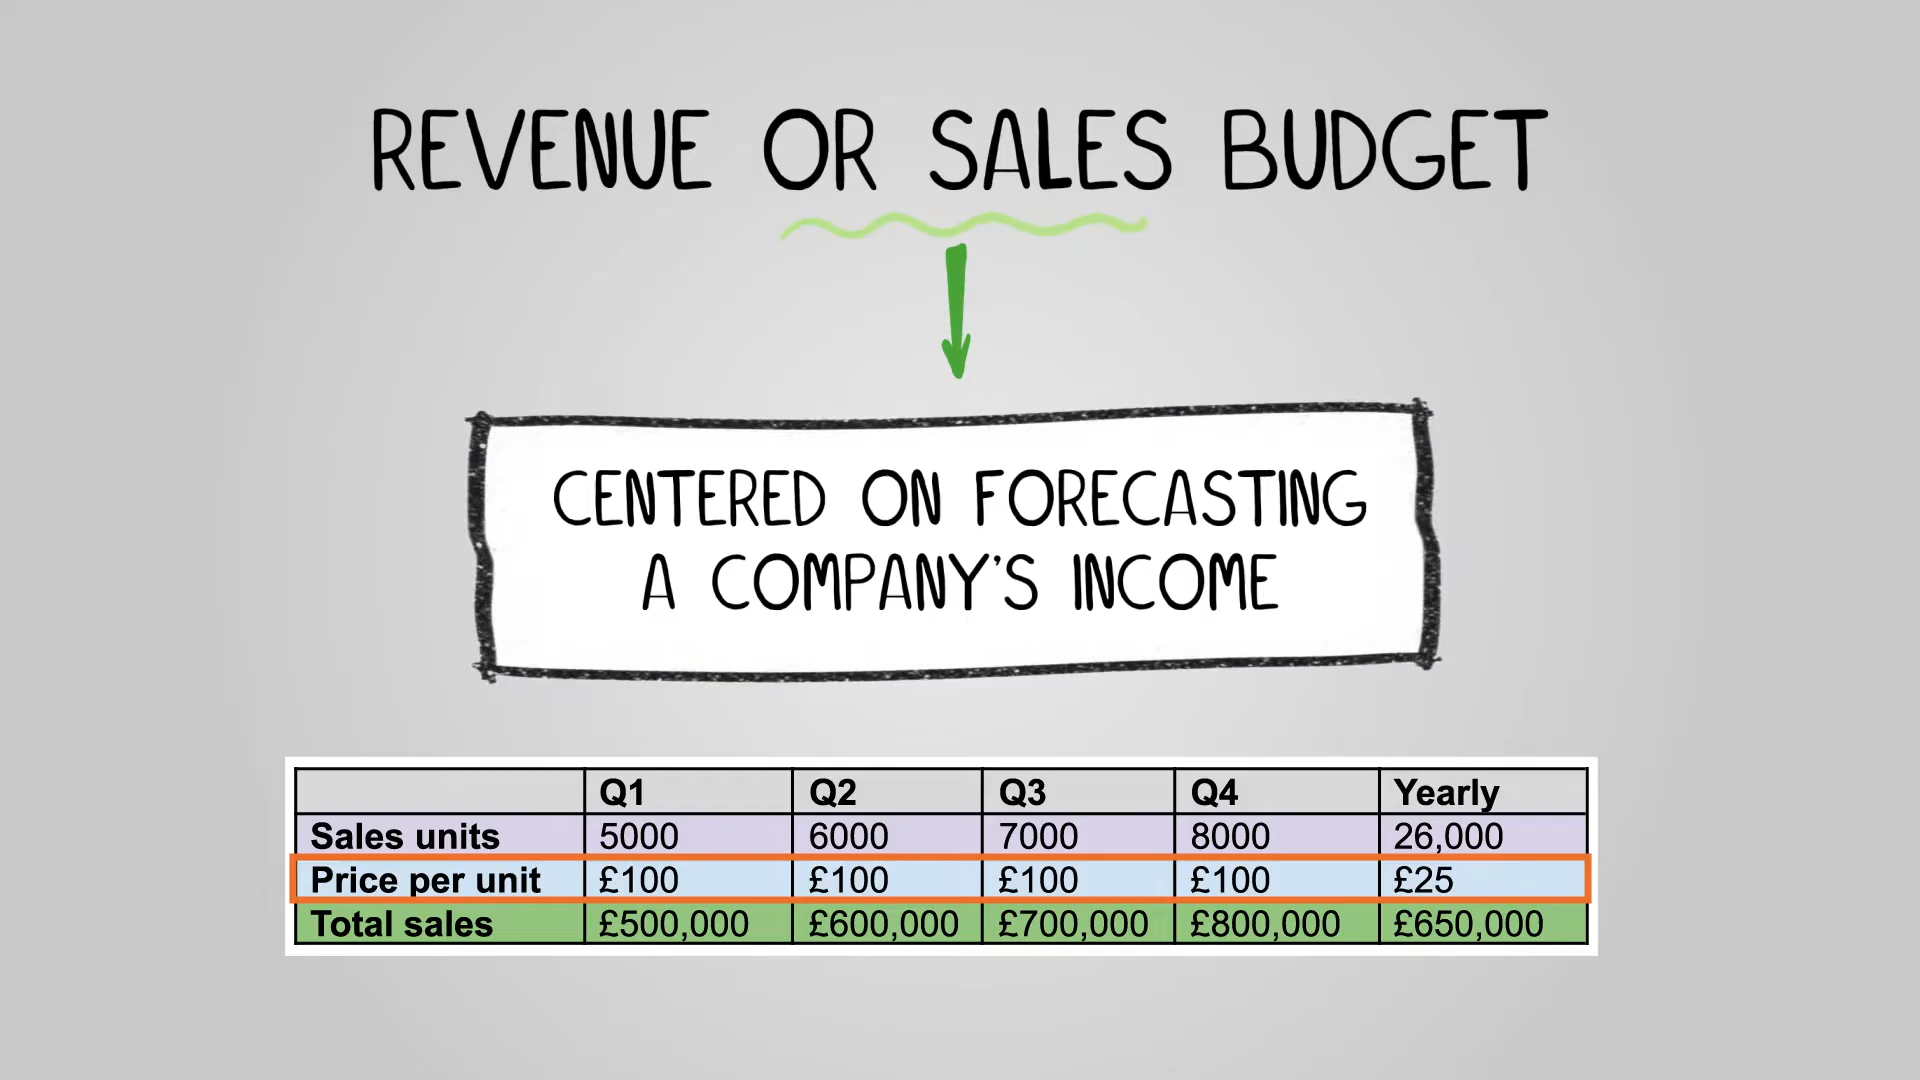 REVENUE OR SALES BUDGET
CENTERED ON FORECASTING
A COMPANY'S INCOME
Q1 Q2 Q3 Q4 Yearly
Sales units 5000 6000 7000 8000 26,000
Price per unit £100 £100 £100 £100 £25
Total sales £500,000 £600,000 £700,000 £800,000 £650,000